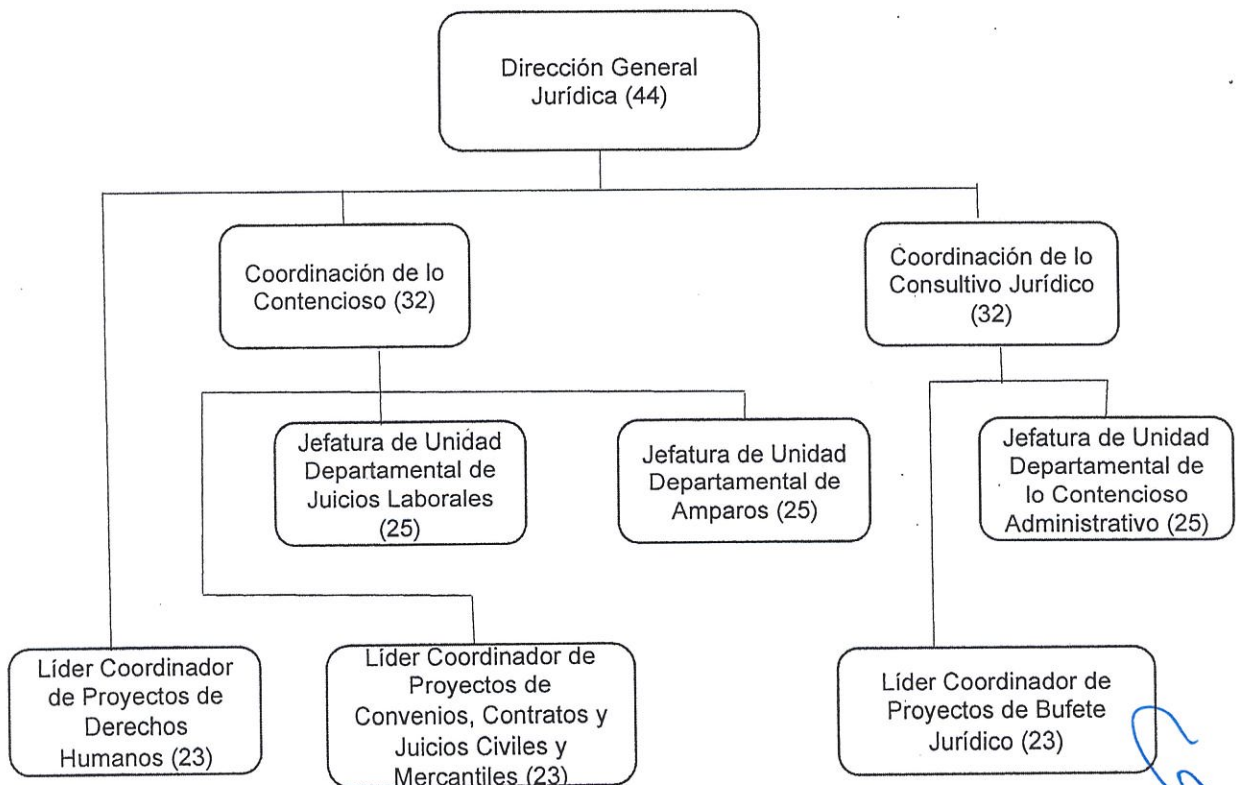 Dirección General
Jurídica (44)
Coordinación de lo
Contencioso (32)
Coordinación de lo
Consultivo Jurídico
(32)
Jefatura de Unidad
Departamental de
Juicios Laborales
(25)
Jefatura de Unidad
Departamental de
Amparos (25)
Jefatura de Unidad
Departamental de
lo Contencioso
Administrativo (25)
Líder Coordinador
de Proyectos de
Derechos
Humanos (23)
Líder Coordinador de
Proyectos de
Convenios, Contratos y
Juicios Civiles y
Mercantiles (23)
Líder Coordinador de
Proyectos de Bufete
Jurídico (23)